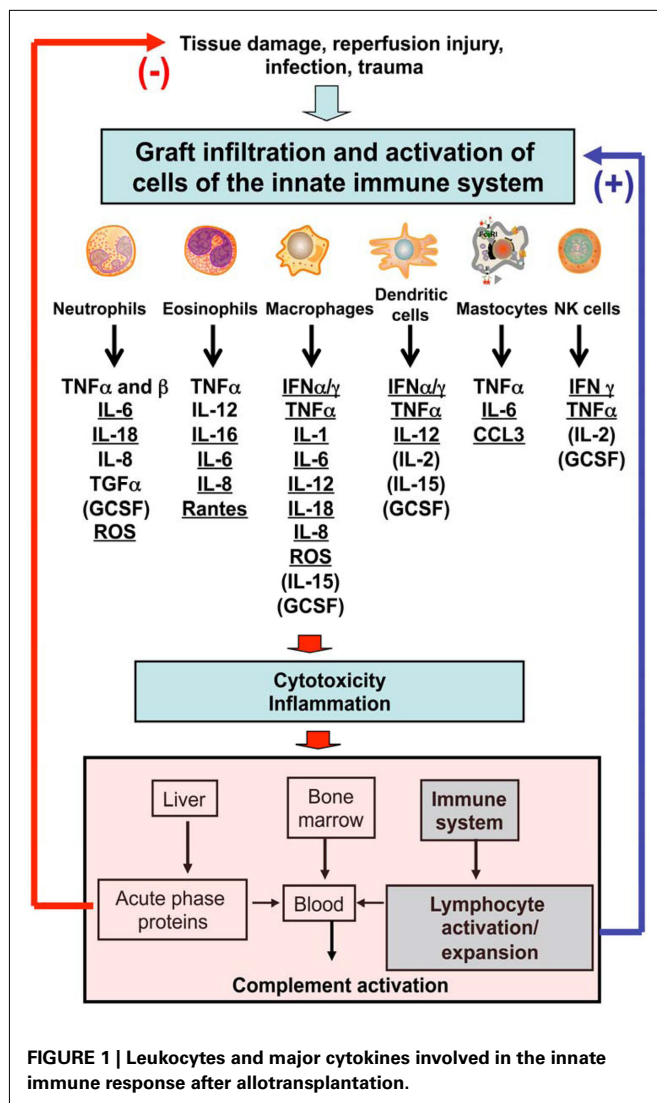 Tissue damage, reperfusion injury,
infection, trauma
(-)
Graft infiltration and activation of
cells of the innate immune system
(+)
FcεRI
Neutrophils
Eosinophils
Macrophages
Dendritic
cells
Mastocytes
NK cells
TNFα and β
IL-6
IL-18
IL-8
TGFα
(GCSF)
ROS
TNFα
IL-12
IL-16
IL-6
IL-8
Rantes
IFNα/γ
TNFα
IL-1
IL-6
IL-12
IL-18
IL-8
ROS
(IL-15)
(GCSF)
IFNα/γ
TNFα
IL-12
(IL-2)
(IL-15)
(GCSF)
TNFα
IL-6
CCL3
IFN γ
TNFα
(IL-2)
(GCSF)
Cytotoxicity
Inflammation
Liver
Bone
marrow
Immune
system
Acute phase
proteins
Blood
Lymphocyte
activation/
expansion
Complement activation
FIGURE 1 | Leukocytes and major cytokines involved in the innate
immune response after allotransplantation.